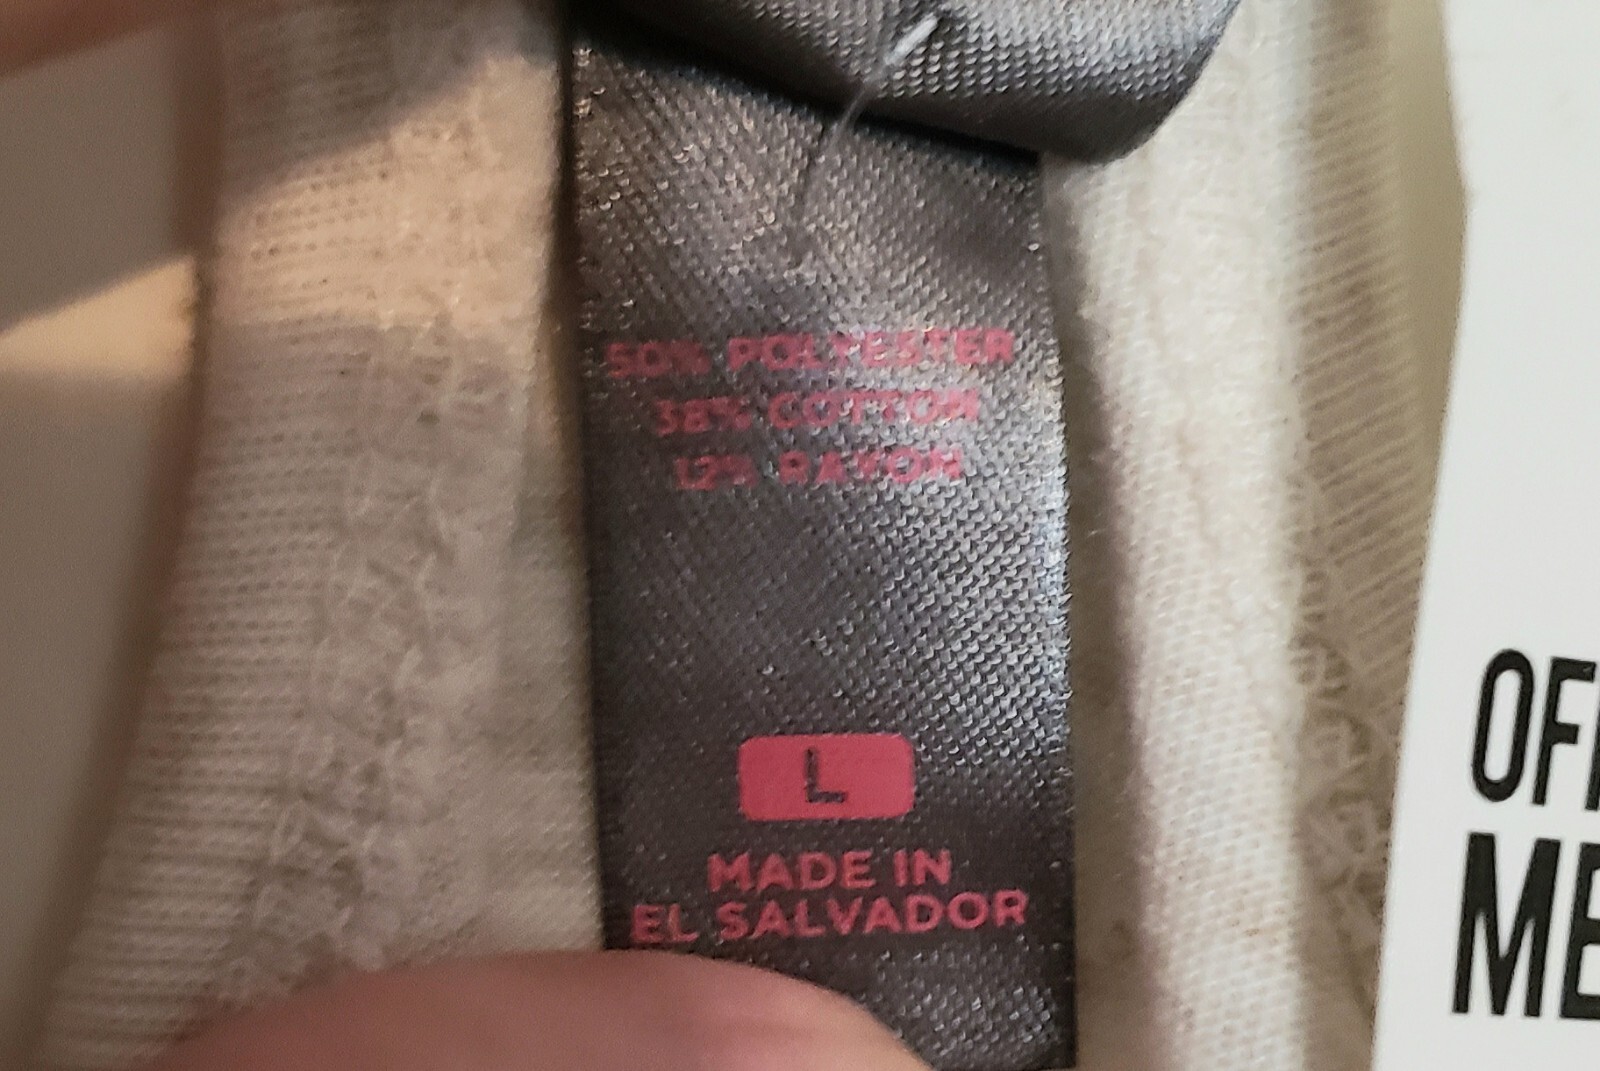 50% POLYESTER
38% COTTON
12% RAYON
L
MADE IN
EL SALVADOR